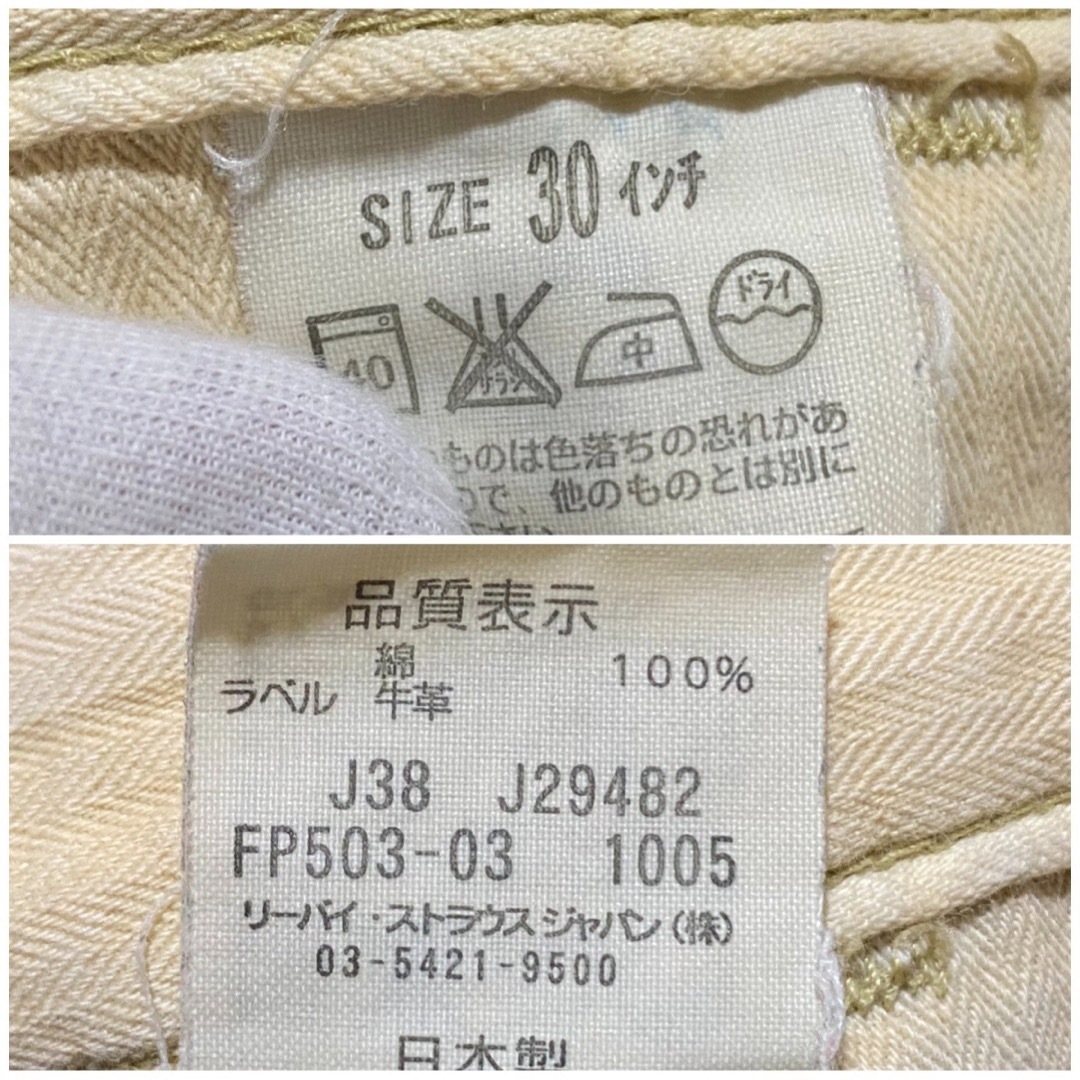 SIZE 30 インチ
40 サラシ 中 ドライ
ものは色落ちの恐れがあ
で、他のものとは別に
品質表示
綿 100%
ラベル 牛革
J38 J29482
FP503-03 1005
リーバイ・ストラウスジャパン(株)
03-5421-9500
日本製